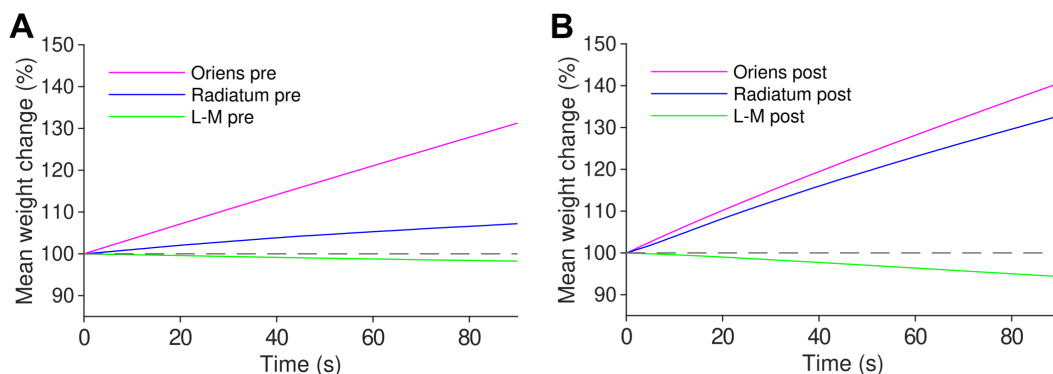 A
Mean weight change (%)
150
140
130
120
110
100
90
Oriens pre
Radiatum pre
L-M pre
0
20
40
60
80
Time (s)
B
Mean weight change (%)
150
140
130
120
110
100
90
Oriens post
Radiatum post
L-M post
0
20
40
60
80
Time (s)